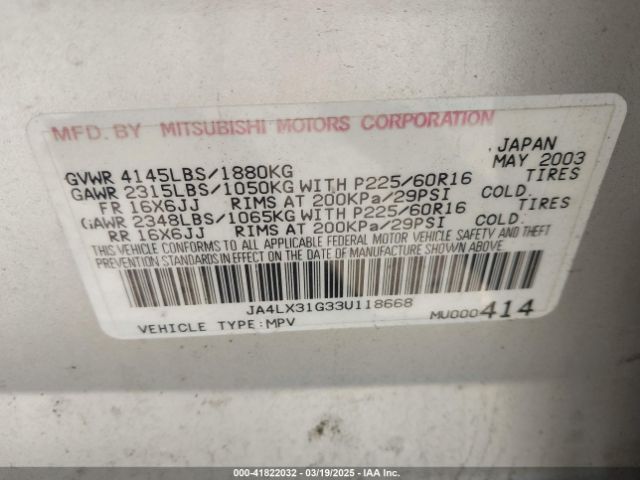 MFD. BY MITSUBISHI MOTORS CORPORATION
JAPAN
GVWR 4145LBS/1880KG MAY 2003
GAWR 2315LBS/1050KG WITH P225/60R16 TIRES
FR 16X6JJ RIMS AT 200KPa/29PSI COLD.
GAWR 2348LBS/1065KG WITH P225/60R16 TIRES
RR 16X6JJ RIMS AT 200KPa/29PSI COLD.
THIS VEHICLE CONFORMS TO ALL APPLICABLE FEDERAL MOTOR VEHICLE SAFETY AND THEFT
PREVENTION STANDARDS IN EFFECT ON THE DATE OF MANUFACTURE SHOWN ABOVE.
JA4LX31G33U118668
VEHICLE TYPE:MPV MU000414
000-41822032 - 03/19/2025 - IAA Inc.